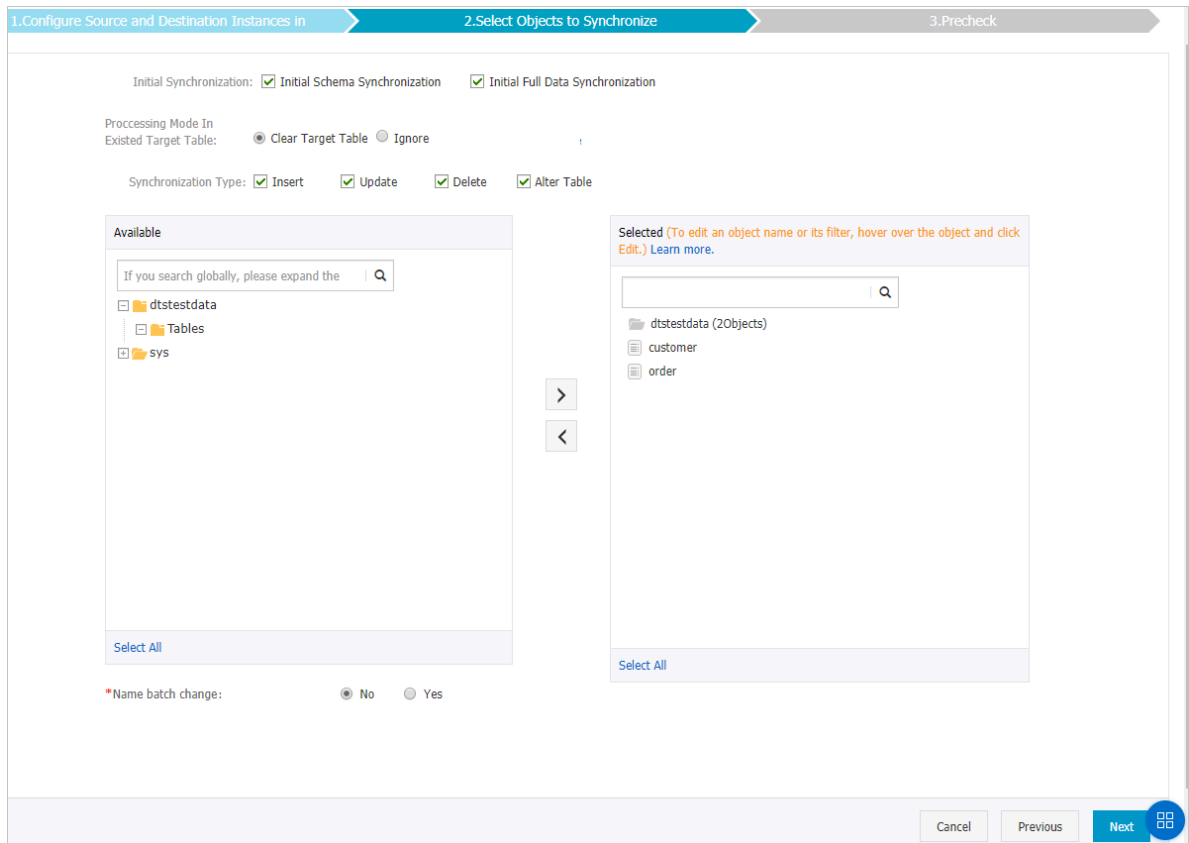 1.Configure Source and Destination Instances in
2.Select Objects to Synchronize
3.Precheck
Initial Synchronization: Initial Schema Synchronization Initial Full Data Synchronization
Proccessing Mode In
Existed Target Table: Clear Target Table Ignore
Synchronization Type: Insert Update Delete Alter Table
Available
If you search globally, please expand the
dtstestdata
Tables
sys
Select All
Selected (To edit an object name or its filter, hover over the object and click
Edit.) Learn more.
dtstestdata (2Objects)
customer
order
Select All
*Name batch change: No Yes
Cancel Previous Next